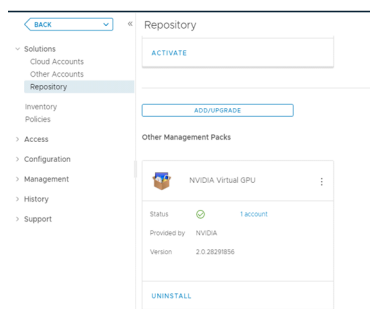 BACK
Repository
Solutions
Cloud Accounts
Other Accounts
Repository
Inventory
Policies
Access
Configuration
Management
History
Support
ACTIVATE
ADD/UPGRADE
Other Management Packs
NVIDIA Virtual GPU
Status 1 account
Provided by NVIDIA
Version 2.0.28291856
UNINSTALL